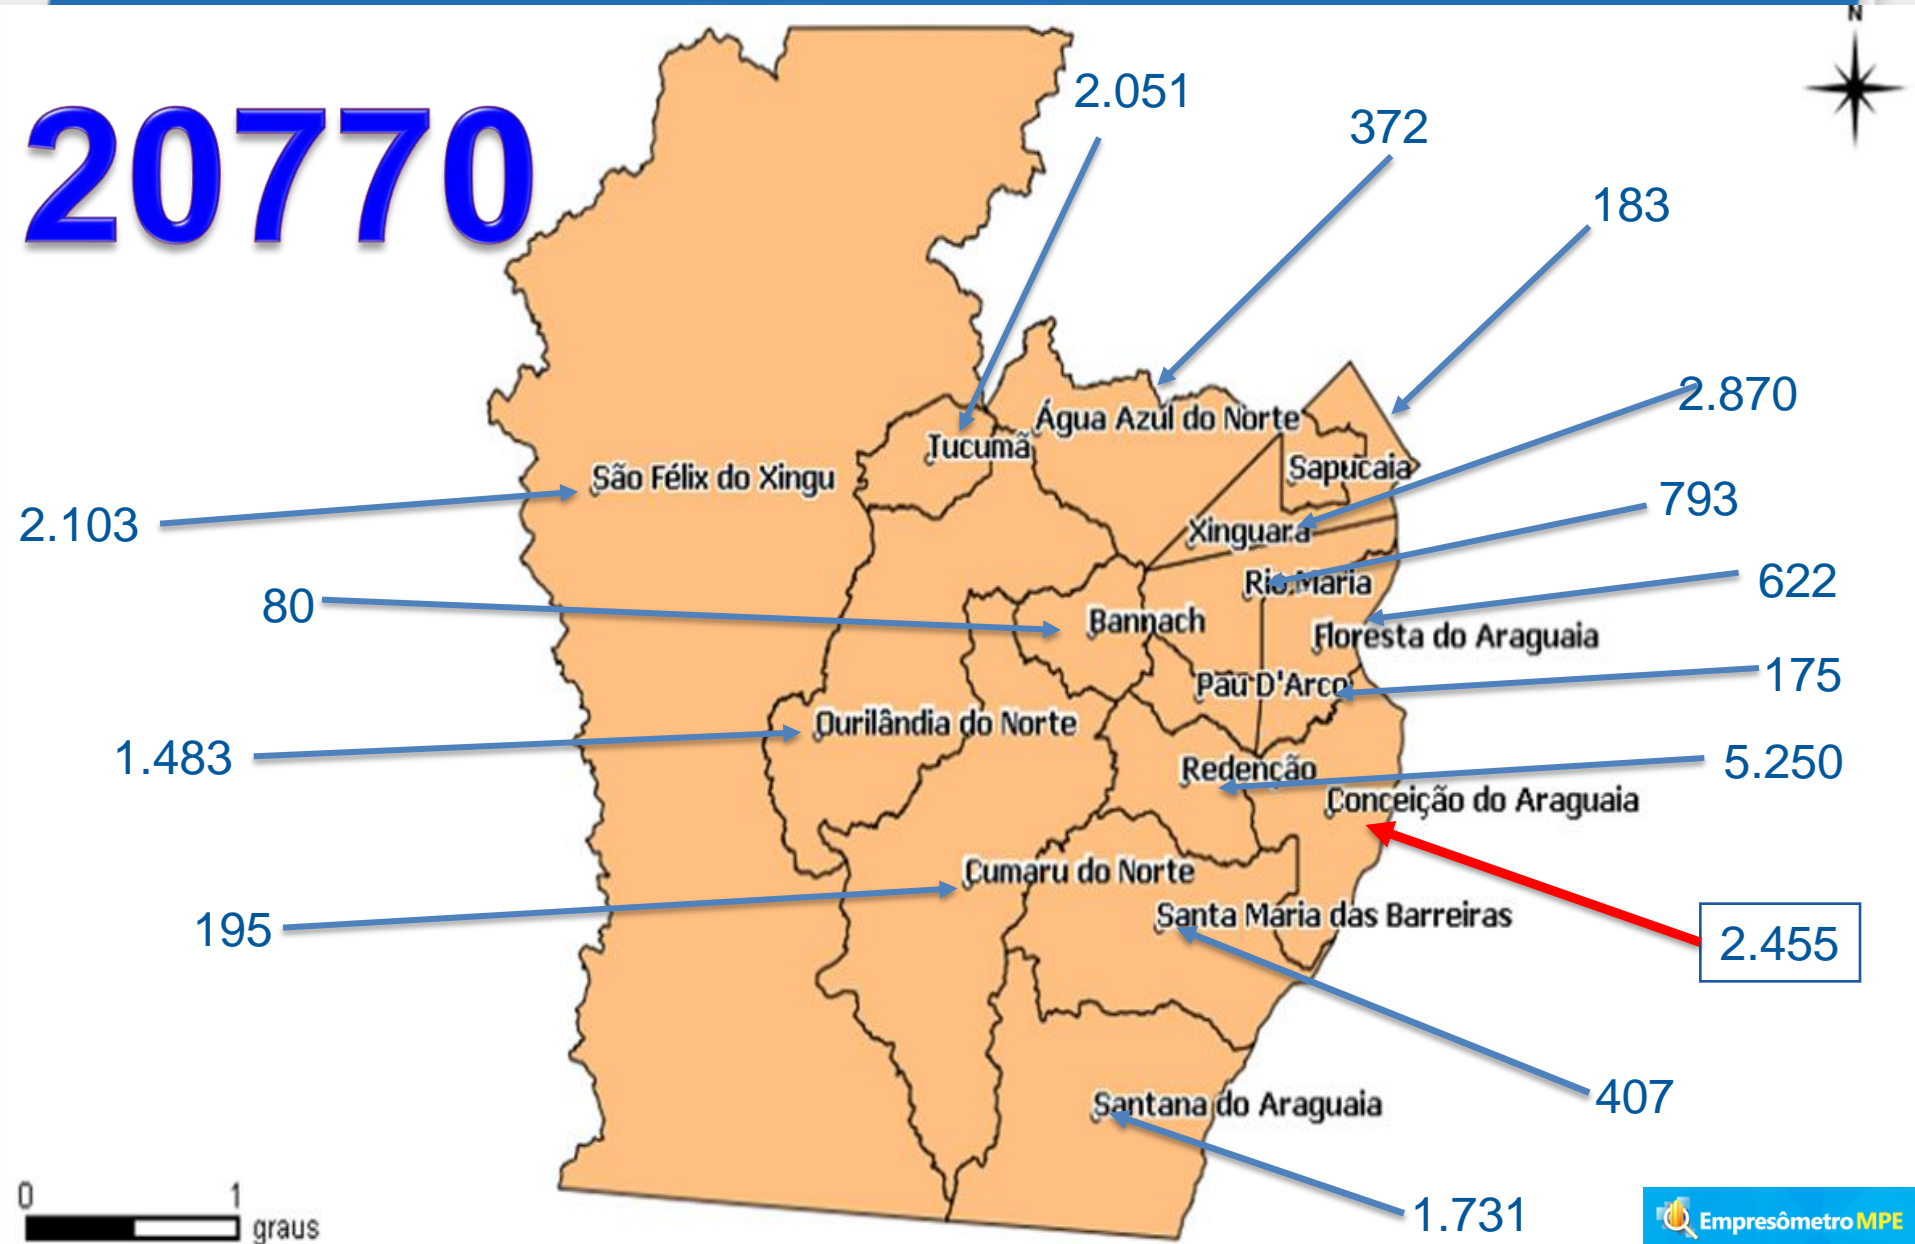 N
20770
2.051
372
183
2.870
Água Azul do Norte
Tucumã
Sapucaia
São Félix do Xingu
793
2.103
Xinguara
Rio Maria
622
80
Bannach
Floresta do Araguaia
Pau D'Arco
175
Ourilândia do Norte
1.483
Redenção
5.250
Conceição do Araguaia
Cumaru do Norte
195
Santa Maria das Barreiras
2.455
407
Santana do Araguaia
1.731
0 1
graus
Empresômetro MPE